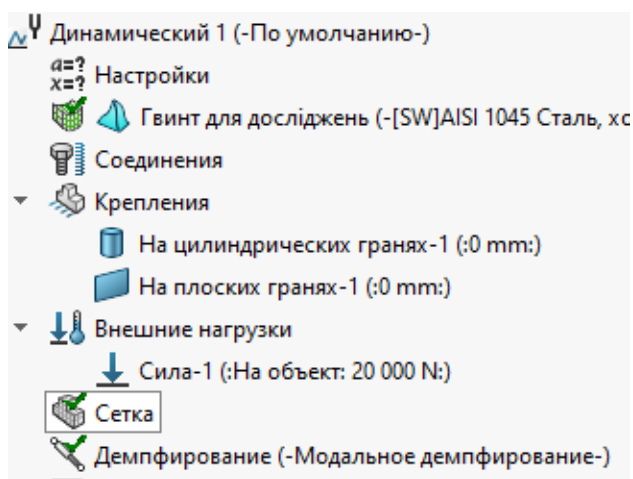 Динамический 1 (-По умолчанию-)
a=?
x=? Настройки
Гвинт для досліджень (-[SW]AISI 1045 Сталь, хо
Соединения
Крепления
На цилиндрических гранях-1 (:0 mm:)
На плоских гранях-1 (:0 mm:)
Внешние нагрузки
Сила-1 (:На объект: 20 000 N:)
Сетка
Демпфирование (-Модальное демпфирование-)